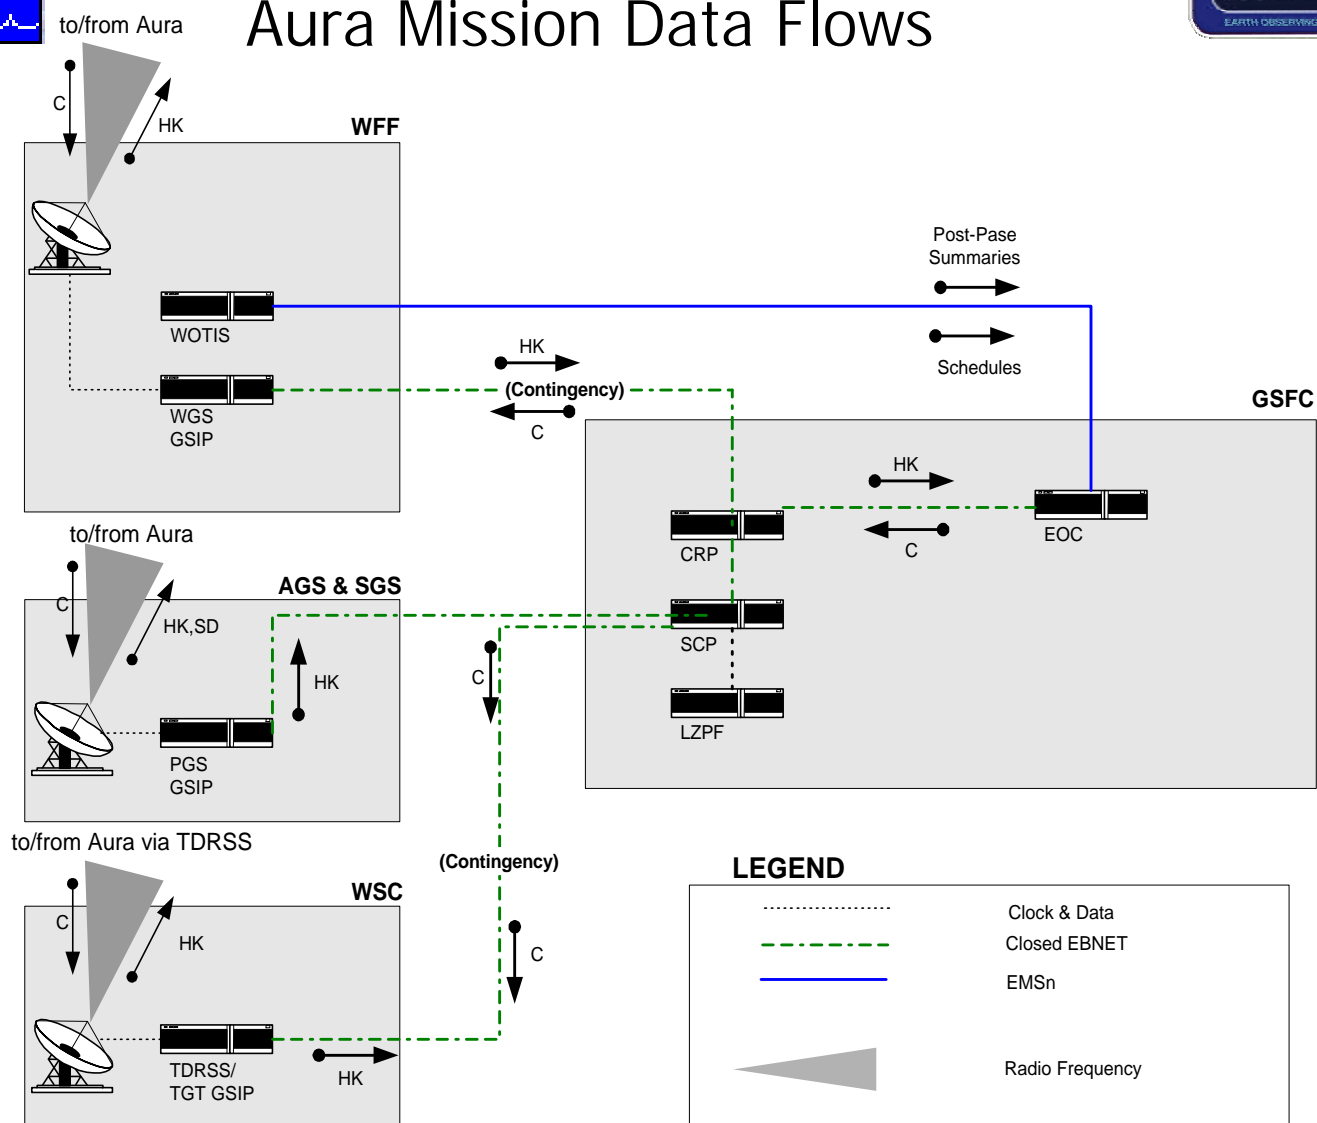 to/from Aura
Aura Mission Data Flows
EARTH OBSERVING
C
HK
WFF
WOTIS
WGS
GSIP
Post-Pase
Summaries
Schedules
HK
(Contingency)
C
GSFC
HK
C
EOC
CRP
SCP
LZPF
to/from Aura
AGS & SGS
C
HK,SD
HK
PGS
GSIP
C
to/from Aura via TDRSS
(Contingency)
WSC
C
HK
C
TDRSS/
TGT GSIP
HK
LEGEND
Clock & Data
Closed EBNET
EMSn
Radio Frequency